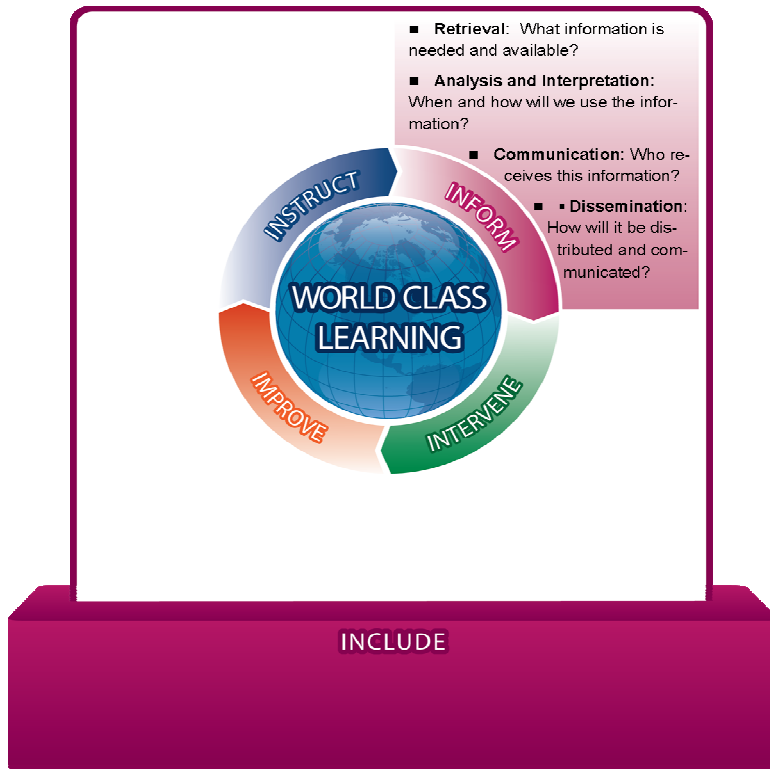 ■ Retrieval: What information is
needed and available?
■ Analysis and Interpretation:
When and how will we use the infor-
mation?
■ Communication: Who re-
ceives this information?
■ ▪ Dissemination:
How will it be dis-
tributed and com-
municated?
INSTRUCT
INFORM
WORLD CLASS
LEARNING
IMPROVE
INTERVENE
INCLUDE